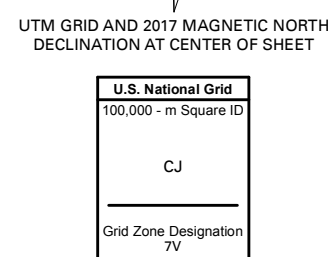 UTM GRID AND 2017 MAGNETIC NORTH
DECLINATION AT CENTER OF SHEET
U.S. National Grid
100,000 - m Square ID
CJ
Grid Zone Designation
7V